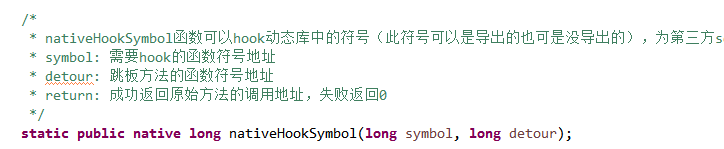 /*
* nativeHookSymbol函数可以hook动态库中的符号（此符号可以是导出的也可是没导出的），为第三方s
* symbol: 需要hook的函数符号地址
* detour: 跳板方法的函数符号地址
* return: 成功返回原始方法的调用地址，失败返回0
*/
static public native long nativeHookSymbol(long symbol, long detour);